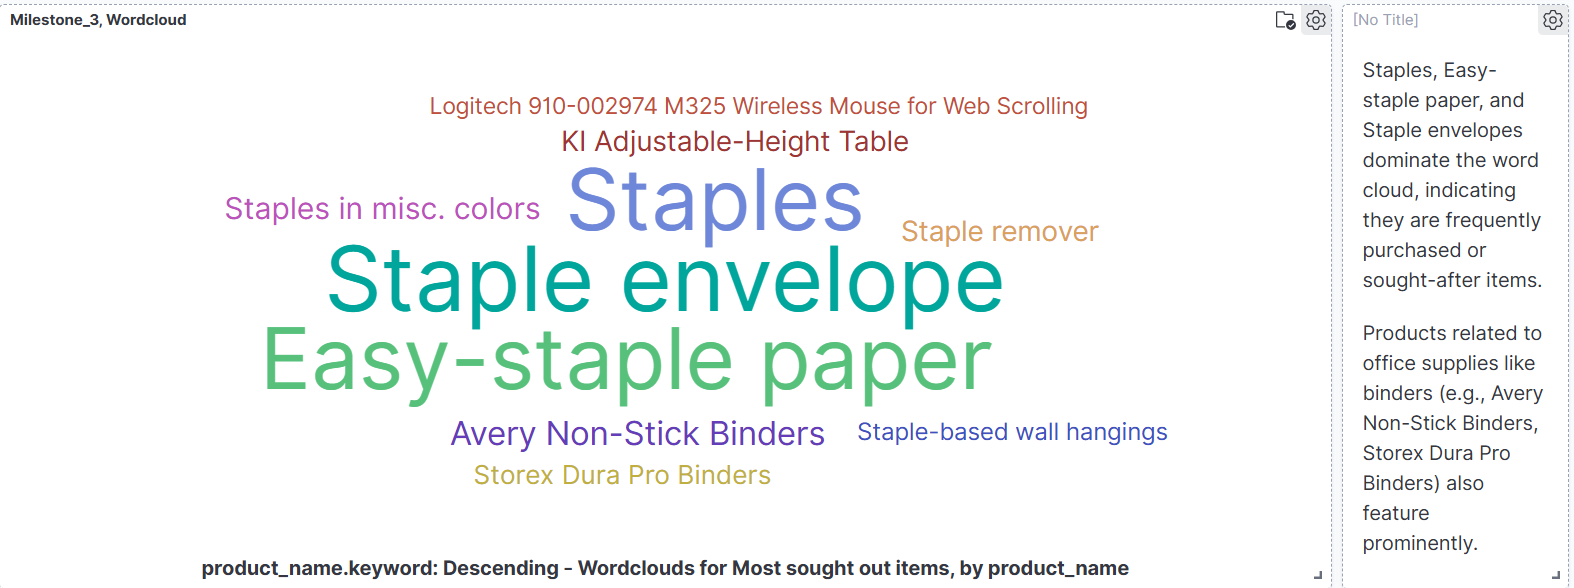 Milestone_3, Wordcloud
Logitech 910-002974 M325 Wireless Mouse for Web Scrolling
KI Adjustable-Height Table
Staples in misc. colors
Staples
Staple remover
Staple envelope
Easy-staple paper
Avery Non-Stick Binders
Staple-based wall hangings
Storex Dura Pro Binders
product_name.keyword: Descending - Wordclouds for Most sought out items, by product_name
[No Title]
Staples, Easy-
staple paper, and
Staple envelopes
dominate the word
cloud, indicating
they are frequently
purchased or
sought-after items.
Products related to
office supplies like
binders (e.g., Avery
Non-Stick Binders,
Storex Dura Pro
Binders) also
feature
prominently.